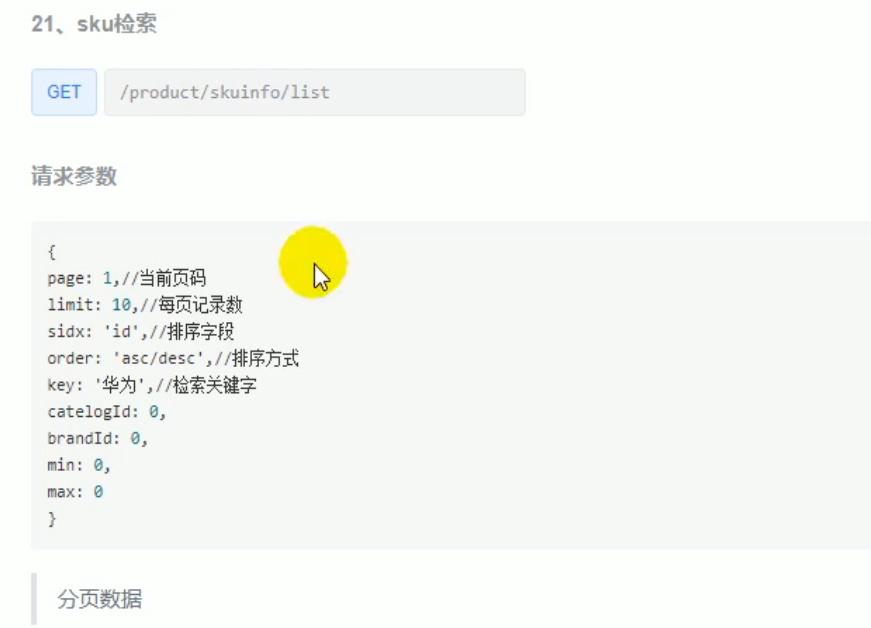 21、sku检索
GET /product/skuinfo/list
请求参数
{
page: 1,//当前页码
limit: 10,//每页记录数
sidx: 'id',//排序字段
order: 'asc/desc',//排序方式
key: '华为',//检索关键字
catelogId: 0,
brandId: 0,
min: 0,
max: 0
}
分页数据